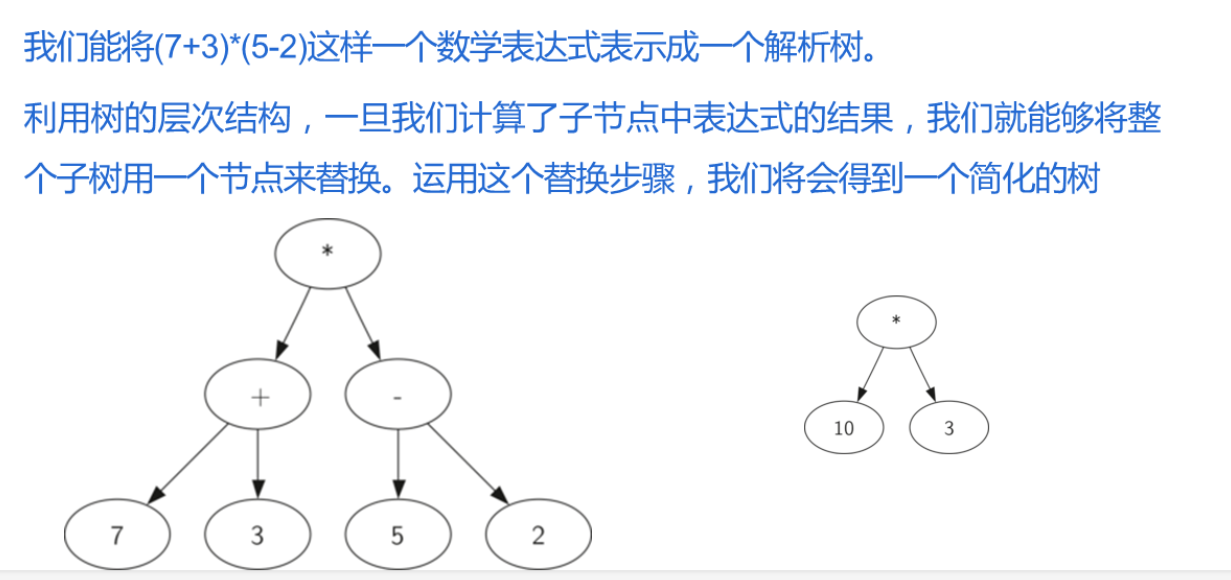 我们能将(7+3)*(5-2)这样一个数学表达式表示成一个解析树。
利用树的层次结构，一旦我们计算了子节点中表达式的结果，我们就能够将整
个子树用一个节点来替换。运用这个替换步骤，我们将会得到一个简化的树
*
+ -
7 3 5 2
*
10 3